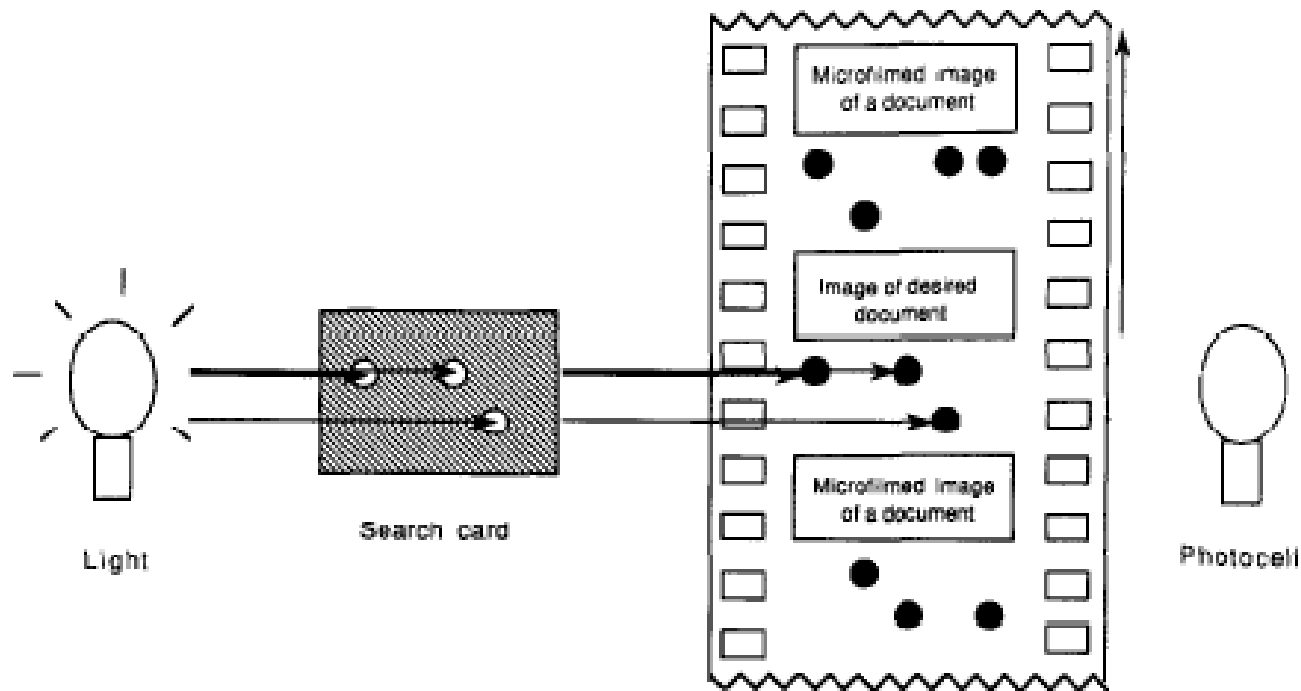 Microfilmed image
of a document
Image of desired
document
Microfilmed image
of a document
Search card
Light
Photocell